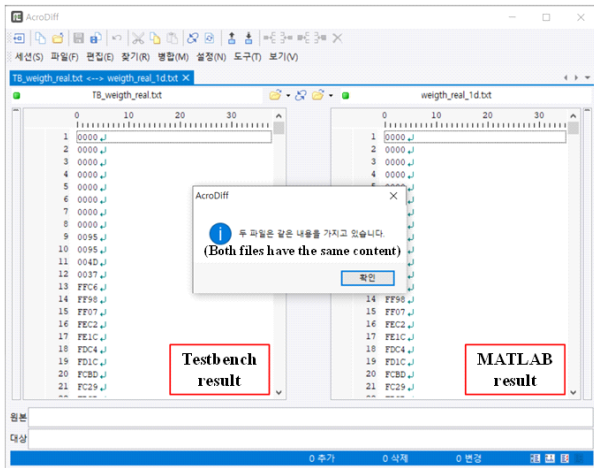 AcroDiff
세션(S) 파일(F) 편집(E) 찾기(R) 병합(M) 설정(N) 도구(T) 보기(V)
TB_weigth_real.txt <--> weigth_real_1d.txt
TB_weigth_real.txt
weigth_real_1d.txt
0 10 20 30
0 10 20 30
1 0000
2 0000
3 0000
4 0000
5 0000
6 0000
7 0000
8 0000
9 0095
10 0095
11 004D
12 0037
13 FFC6
14 FF98
15 FF07
16 FEC2
17 FE1C
18 FDC4
19 FD1C
20 FCBD
21 FC29
1 0000
2 0000
3 0000
4 0000
14 FF98
15 FF07
16 FEC2
17 FE1C
18 FDC4
19 FD1C
20 FCBD
21 FC29
AcroDiff
두 파일은 같은 내용을 가지고 있습니다.
(Both files have the same content)
확인
Testbench
result
MATLAB
result
원본
대상
0 추가 0 삭제 0 변경